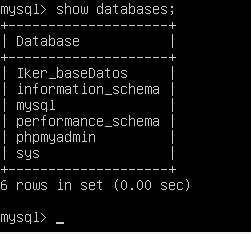 mysql> show databases;
+--------------------+
| Database           |
+--------------------+
| Iker_baseDatos     |
| information_schema |
| mysql              |
| performance_schema |
| phpmyadmin         |
| sys                |
+--------------------+
6 rows in set (0.00 sec)
mysql> _